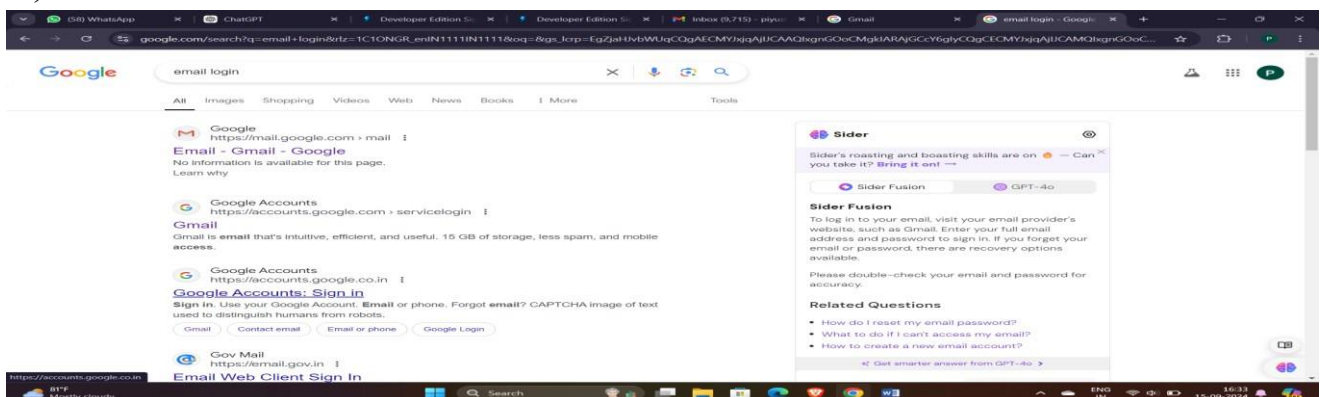 (58) WhatsApp
ChatGPT
Developer Edition Si
Developer Edition Si
Inbox (9,715) - piyus
Gmail
email login - Google
Google
email login
All Images Shopping Videos Web News Books More Tools
Google
https://mail.google.com › mail
Email - Gmail - Google
No information is available for this page.
Learn why
Google Accounts
https://accounts.google.com › servicelogin
Gmail
Gmail is email that's intuitive, efficient, and useful. 15 GB of storage, less spam, and mobile
access.
Google Accounts
https://accounts.google.co.in
Google Accounts: Sign in
Sign in. Use your Google Account. Email or phone. Forgot email? CAPTCHA image of text
used to distinguish humans from robots.
Gmail Contact email Email or phone Google Login
Gov Mail
https://email.gov.in
Email Web Client Sign In
Sider
Sider's roasting and boasting skills are on 🔥 — Can
you take it? Bring it on! →
Sider Fusion GPT-4o
Sider Fusion
To log in to your email, visit your email provider's
website, such as Gmail. Enter your full email
address and password to sign in. If you forget your
email or password, there are recovery options
available.
Please double-check your email and password for
accuracy.
Related Questions
• How do I reset my email password?
• What to do if I can't access my email?
• How to create a new email account?
Get smarter answer from GPT-4o >
https://accounts.google.co.in
81°F
Mostly cloudy
Search
ENG
IN
16:33
15-09-2024